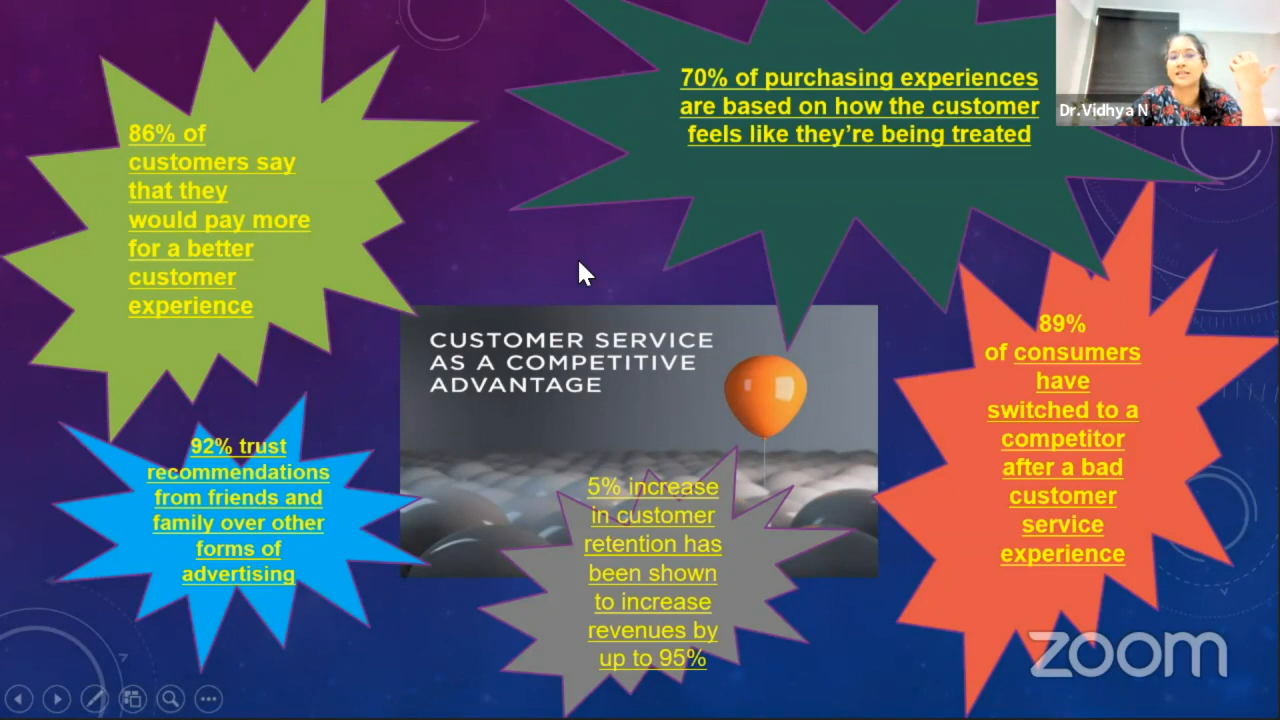 86% of
customers say
that they
would pay more
for a better
customer
experience
70% of purchasing experiences
are based on how the customer
feels like they’re being treated
Dr.Vidhya N
CUSTOMER SERVICE
AS A COMPETITIVE
ADVANTAGE
89%
of consumers
have
switched to a
competitor
after a bad
customer
service
experience
92% trust
recommendations
from friends and
family over other
forms of
advertising
5% increase
in customer
retention has
been shown
to increase
revenues by
up to 95%
zoom